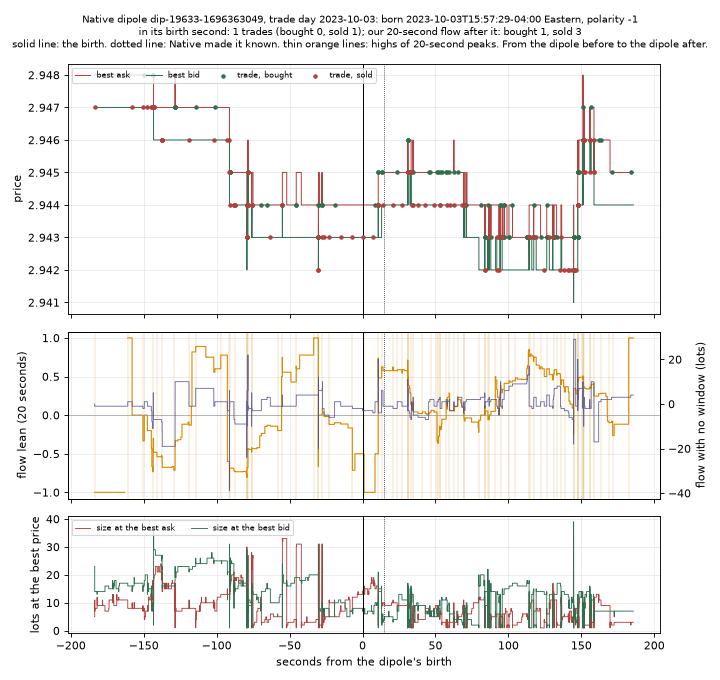 Native dipole dip-19633-1696363049, trade day 2023-10-03: born 2023-10-03T15:57:29-04:00 Eastern, polarity -1
in its birth second: 1 trades (bought 0, sold 1); our 20-second flow after it: bought 1, sold 3
solid line: the birth. dotted line: Native made it known. thin orange lines: highs of 20-second peaks. From the dipole before to the dipole after.
best ask best bid trade, bought trade, sold
2.948
2.947
2.946
2.945
2.944
2.943
2.942
2.941
price
1.0
0.5
0.0
−0.5
−1.0
flow lean (20 seconds)
20
0
−20
−40
flow with no window (lots)
size at the best ask size at the best bid
40
30
20
10
0
lots at the best price
−200 −150 −100 −50 0 50 100 150 200
seconds from the dipole's birth